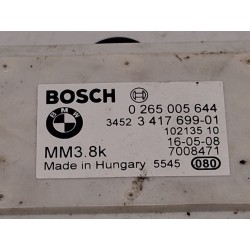 BOSCH 0 265 005 644
BMW 3452 3 417 699-01
102135 10
16-05-08
MM3.8k 7008471
Made in Hungary 5545 080